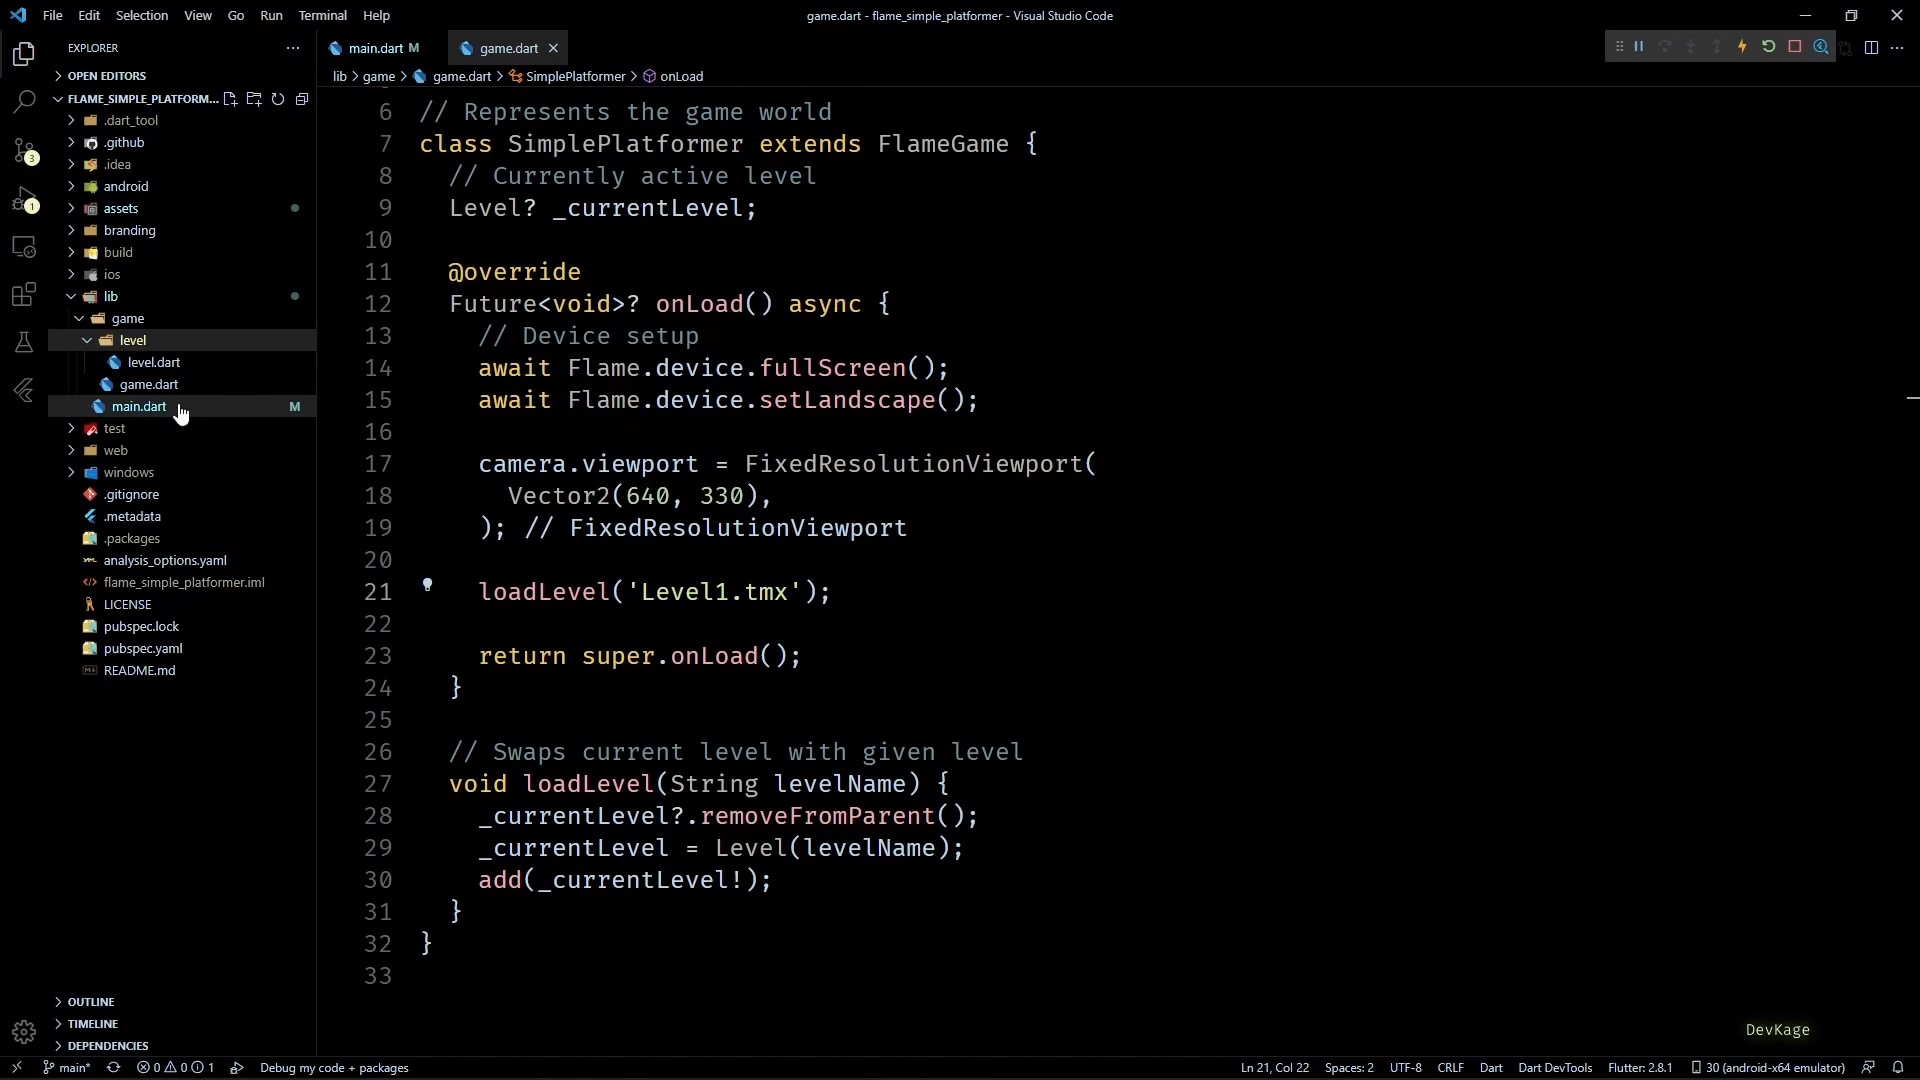 File Edit Selection View Go Run Terminal Help
game.dart - flame_simple_platformer - Visual Studio Code
EXPLORER
OPEN EDITORS
FLAME_SIMPLE_PLATFORM...
.dart_tool
.github
.idea
android
assets
branding
build
ios
lib
game
level
level.dart
game.dart
main.dart M
test
web
windows
.gitignore
.metadata
.packages
analysis_options.yaml
flame_simple_platformer.iml
LICENSE
pubspec.lock
pubspec.yaml
README.md
OUTLINE
TIMELINE
DEPENDENCIES
3
1
main.dart M game.dart
lib > game > game.dart > SimplePlatformer > onLoad
6 // Represents the game world
7 class SimplePlatformer extends FlameGame {
8 // Currently active level
9 Level? _currentLevel;
10
11 @override
12 Future<void>? onLoad() async {
13 // Device setup
14 await Flame.device.fullScreen();
15 await Flame.device.setLandscape();
16
17 camera.viewport = FixedResolutionViewport(
18 Vector2(640, 330),
19 ); // FixedResolutionViewport
20
21 loadLevel('Level1.tmx');
22
23 return super.onLoad();
24 }
25
26 // Swaps current level with given level
27 void loadLevel(String levelName) {
28 _currentLevel?.removeFromParent();
29 _currentLevel = Level(levelName);
30 add(_currentLevel!);
31 }
32 }
33
DevKage
main* 0 0 1 Debug my code + packages
Ln 21, Col 22 Spaces: 2 UTF-8 CRLF Dart Dart DevTools Flutter: 2.8.1 30 (android-x64 emulator)